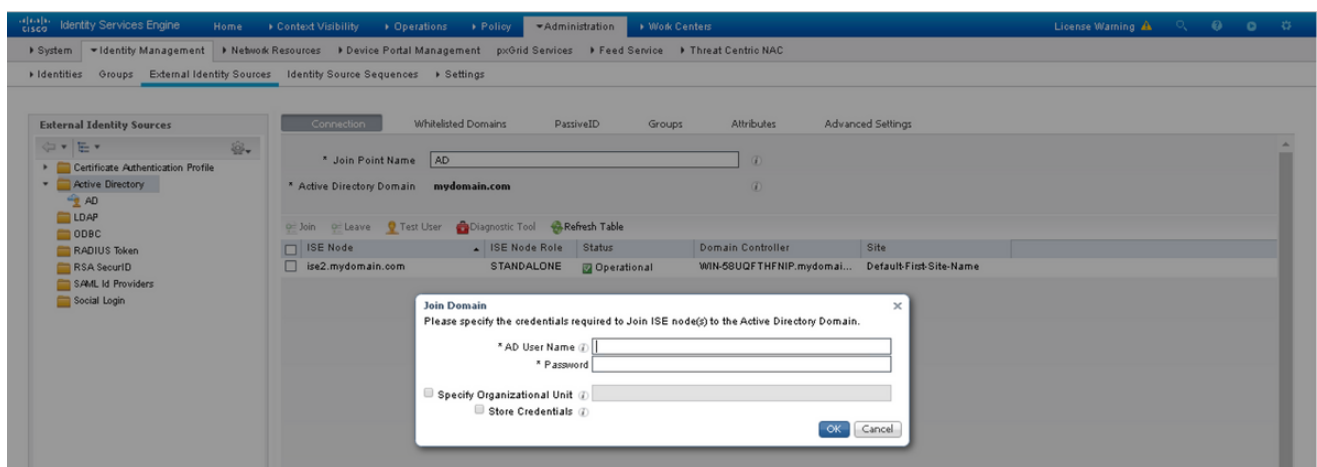 cisco Identity Services Engine Home Context Visibility Operations Policy Administration Work Centers License Warning
System Identity Management Network Resources Device Portal Management pxGrid Services Feed Service Threat Centric NAC
Identities Groups External Identity Sources Identity Source Sequences Settings
External Identity Sources
Certificate Authentication Profile
Active Directory
AD
LDAP
ODBC
RADIUS Token
RSA SecurID
SAML Id Providers
Social Login
Connection Whitelisted Domains PassiveID Groups Attributes Advanced Settings
* Join Point Name AD
* Active Directory Domain mydomain.com
Join Leave Test User Diagnostic Tool Refresh Table
ISE Node ISE Node Role Status Domain Controller Site
ise2.mydomain.com STANDALONE Operational WIN-58UQFTHFNIP.mydomai... Default-First-Site-Name
Join Domain
Please specify the credentials required to Join ISE node(s) to the Active Directory Domain.
* AD User Name
* Password
Specify Organizational Unit
Store Credentials
OK Cancel